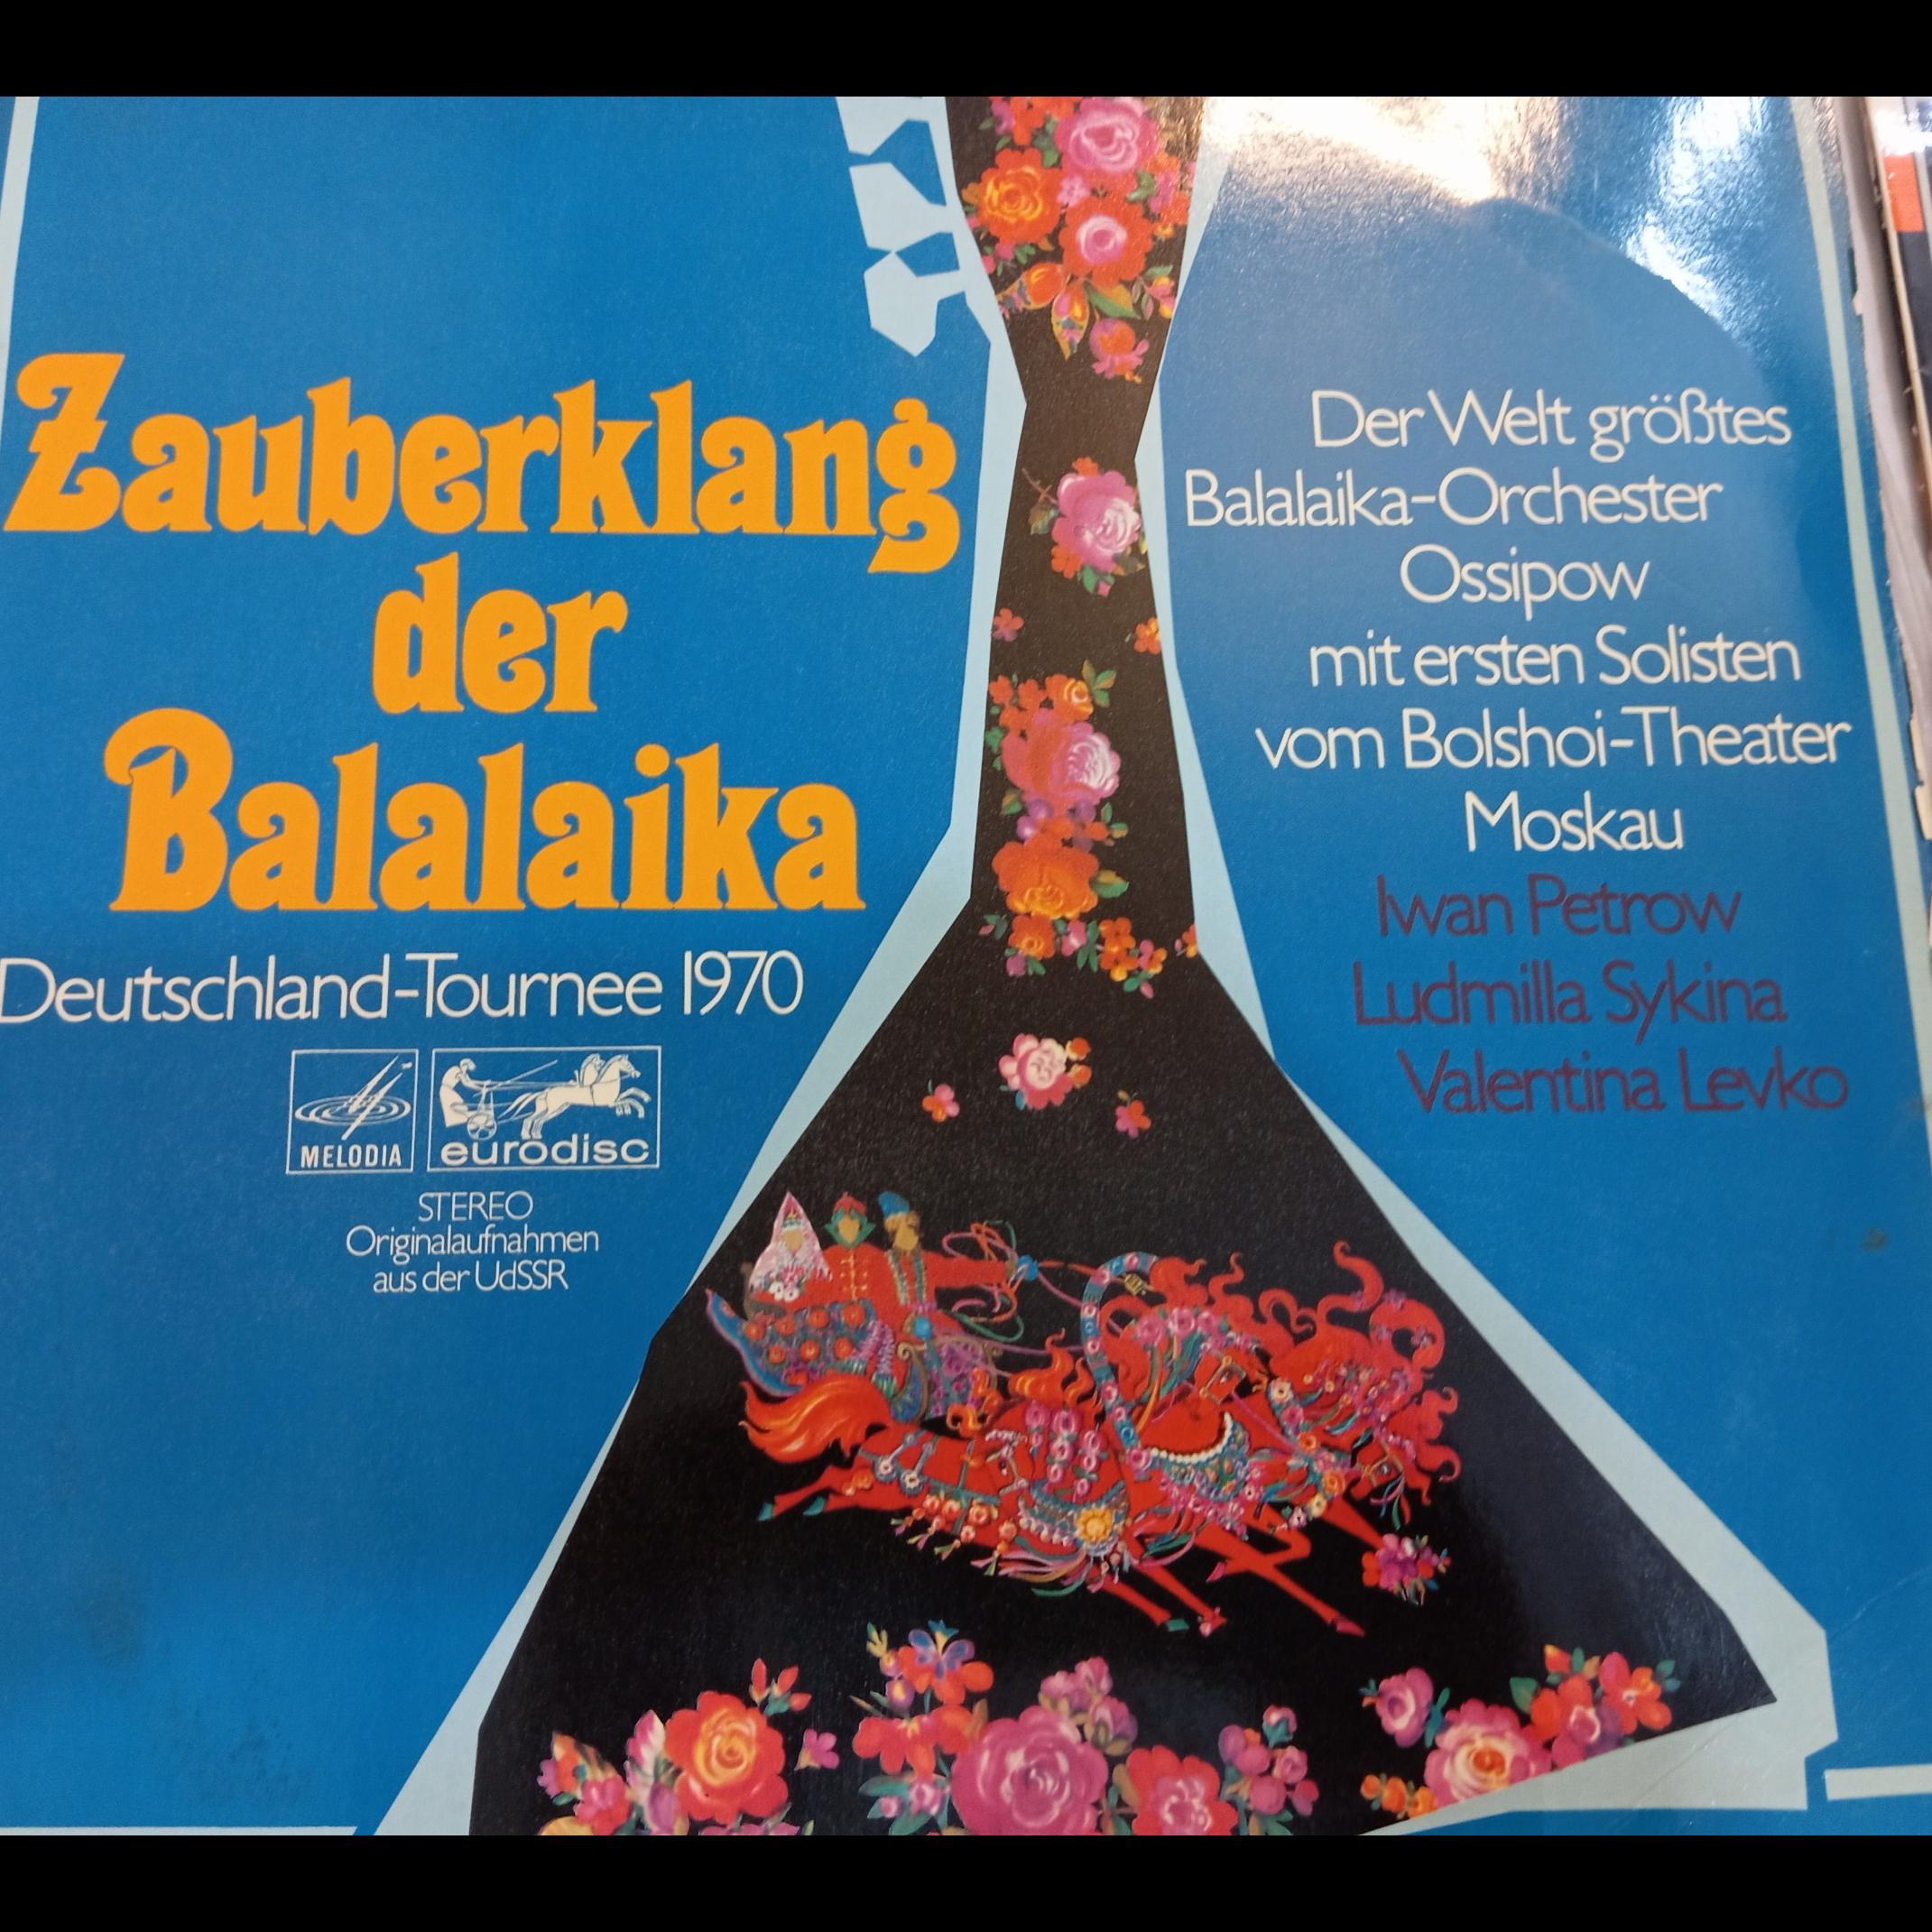 Zauberklang
der
Balalaika
Deutschland-Tournee 1970
MELODIA
eurodisc
STEREO
Originalaufnahmen
aus der UdSSR
Der Welt größtes
Balalaika-Orchester
Ossipow
mit ersten Solisten
vom Bolshoi-Theater
Moskau
Iwan Petrow
Ludmilla Sykina
Valentina Levko